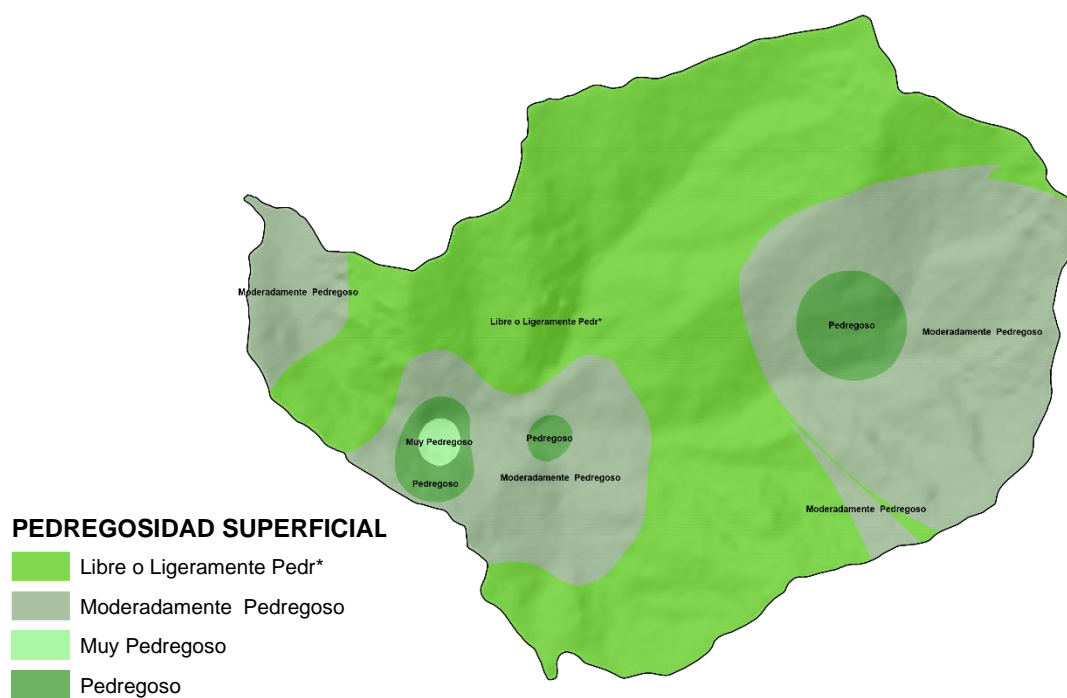 Moderadamente Pedregoso
Libre o Ligeramente Pedr*
Pedregoso
Moderadamente Pedregoso
Muy Pedregoso
Pedregoso
Pedregoso
Moderadamente Pedregoso
Moderadamente Pedregoso
PEDREGOSIDAD SUPERFICIAL
Libre o Ligeramente Pedr*
Moderadamente Pedregoso
Muy Pedregoso
Pedregoso